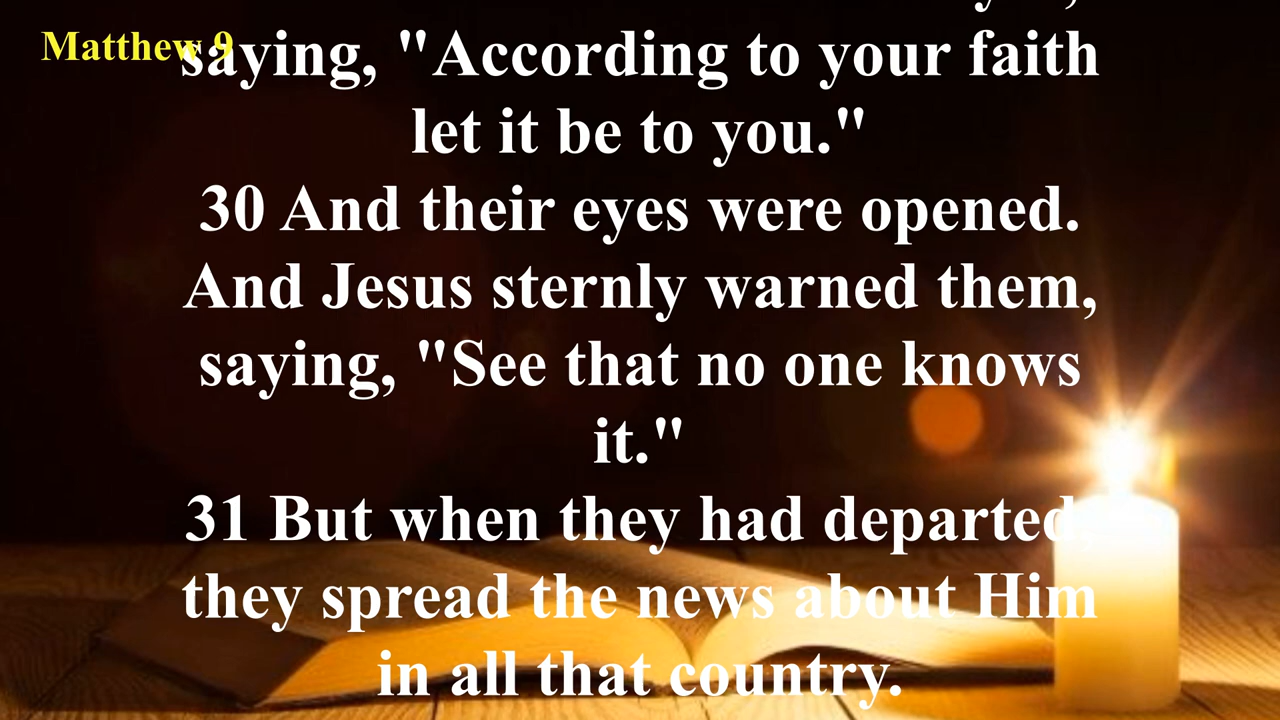 Matthew 9
saying, "According to your faith
let it be to you."
30 And their eyes were opened.
And Jesus sternly warned them,
saying, "See that no one knows
it."
31 But when they had departed,
they spread the news about Him
in all that country.